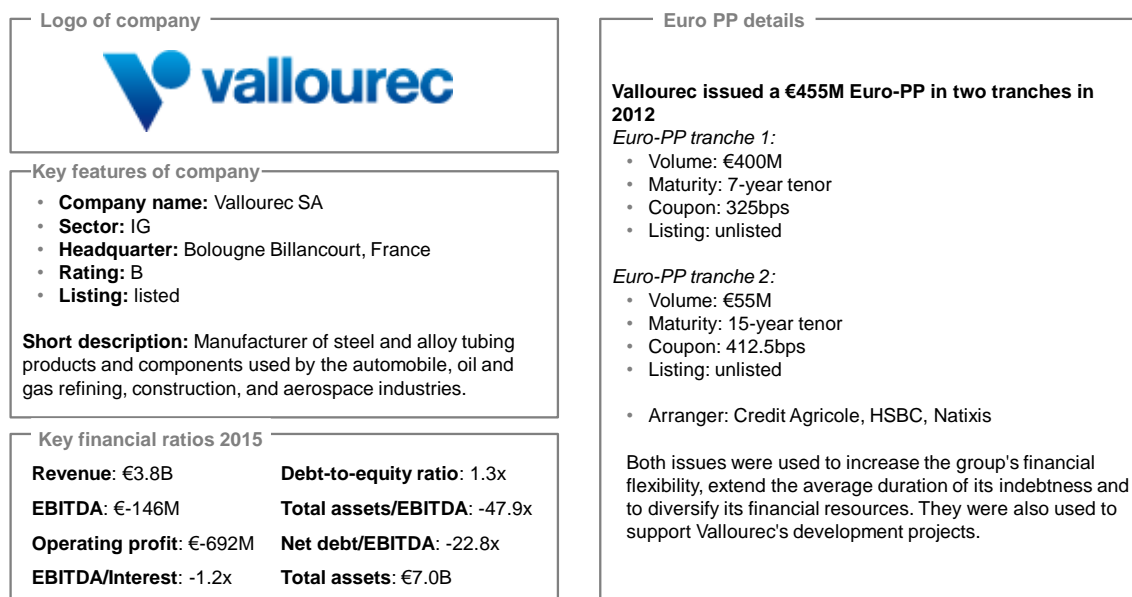 Logo of company
vallourec
Key features of company
• Company name: Vallourec SA
• Sector: IG
• Headquarter: Bolougne Billancourt, France
• Rating: B
• Listing: listed
Short description: Manufacturer of steel and alloy tubing
products and components used by the automobile, oil and
gas refining, construction, and aerospace industries.
Key financial ratios 2015
Revenue: €3.8B Debt-to-equity ratio: 1.3x
EBITDA: €-146M Total assets/EBITDA: -47.9x
Operating profit: €-692M Net debt/EBITDA: -22.8x
EBITDA/Interest: -1.2x Total assets: €7.0B
Euro PP details
Vallourec issued a €455M Euro-PP in two tranches in
2012
Euro-PP tranche 1:
• Volume: €400M
• Maturity: 7-year tenor
• Coupon: 325bps
• Listing: unlisted
Euro-PP tranche 2:
• Volume: €55M
• Maturity: 15-year tenor
• Coupon: 412.5bps
• Listing: unlisted
• Arranger: Credit Agricole, HSBC, Natixis
Both issues were used to increase the group's financial
flexibility, extend the average duration of its indebtness and
to diversify its financial resources. They were also used to
support Vallourec's development projects.